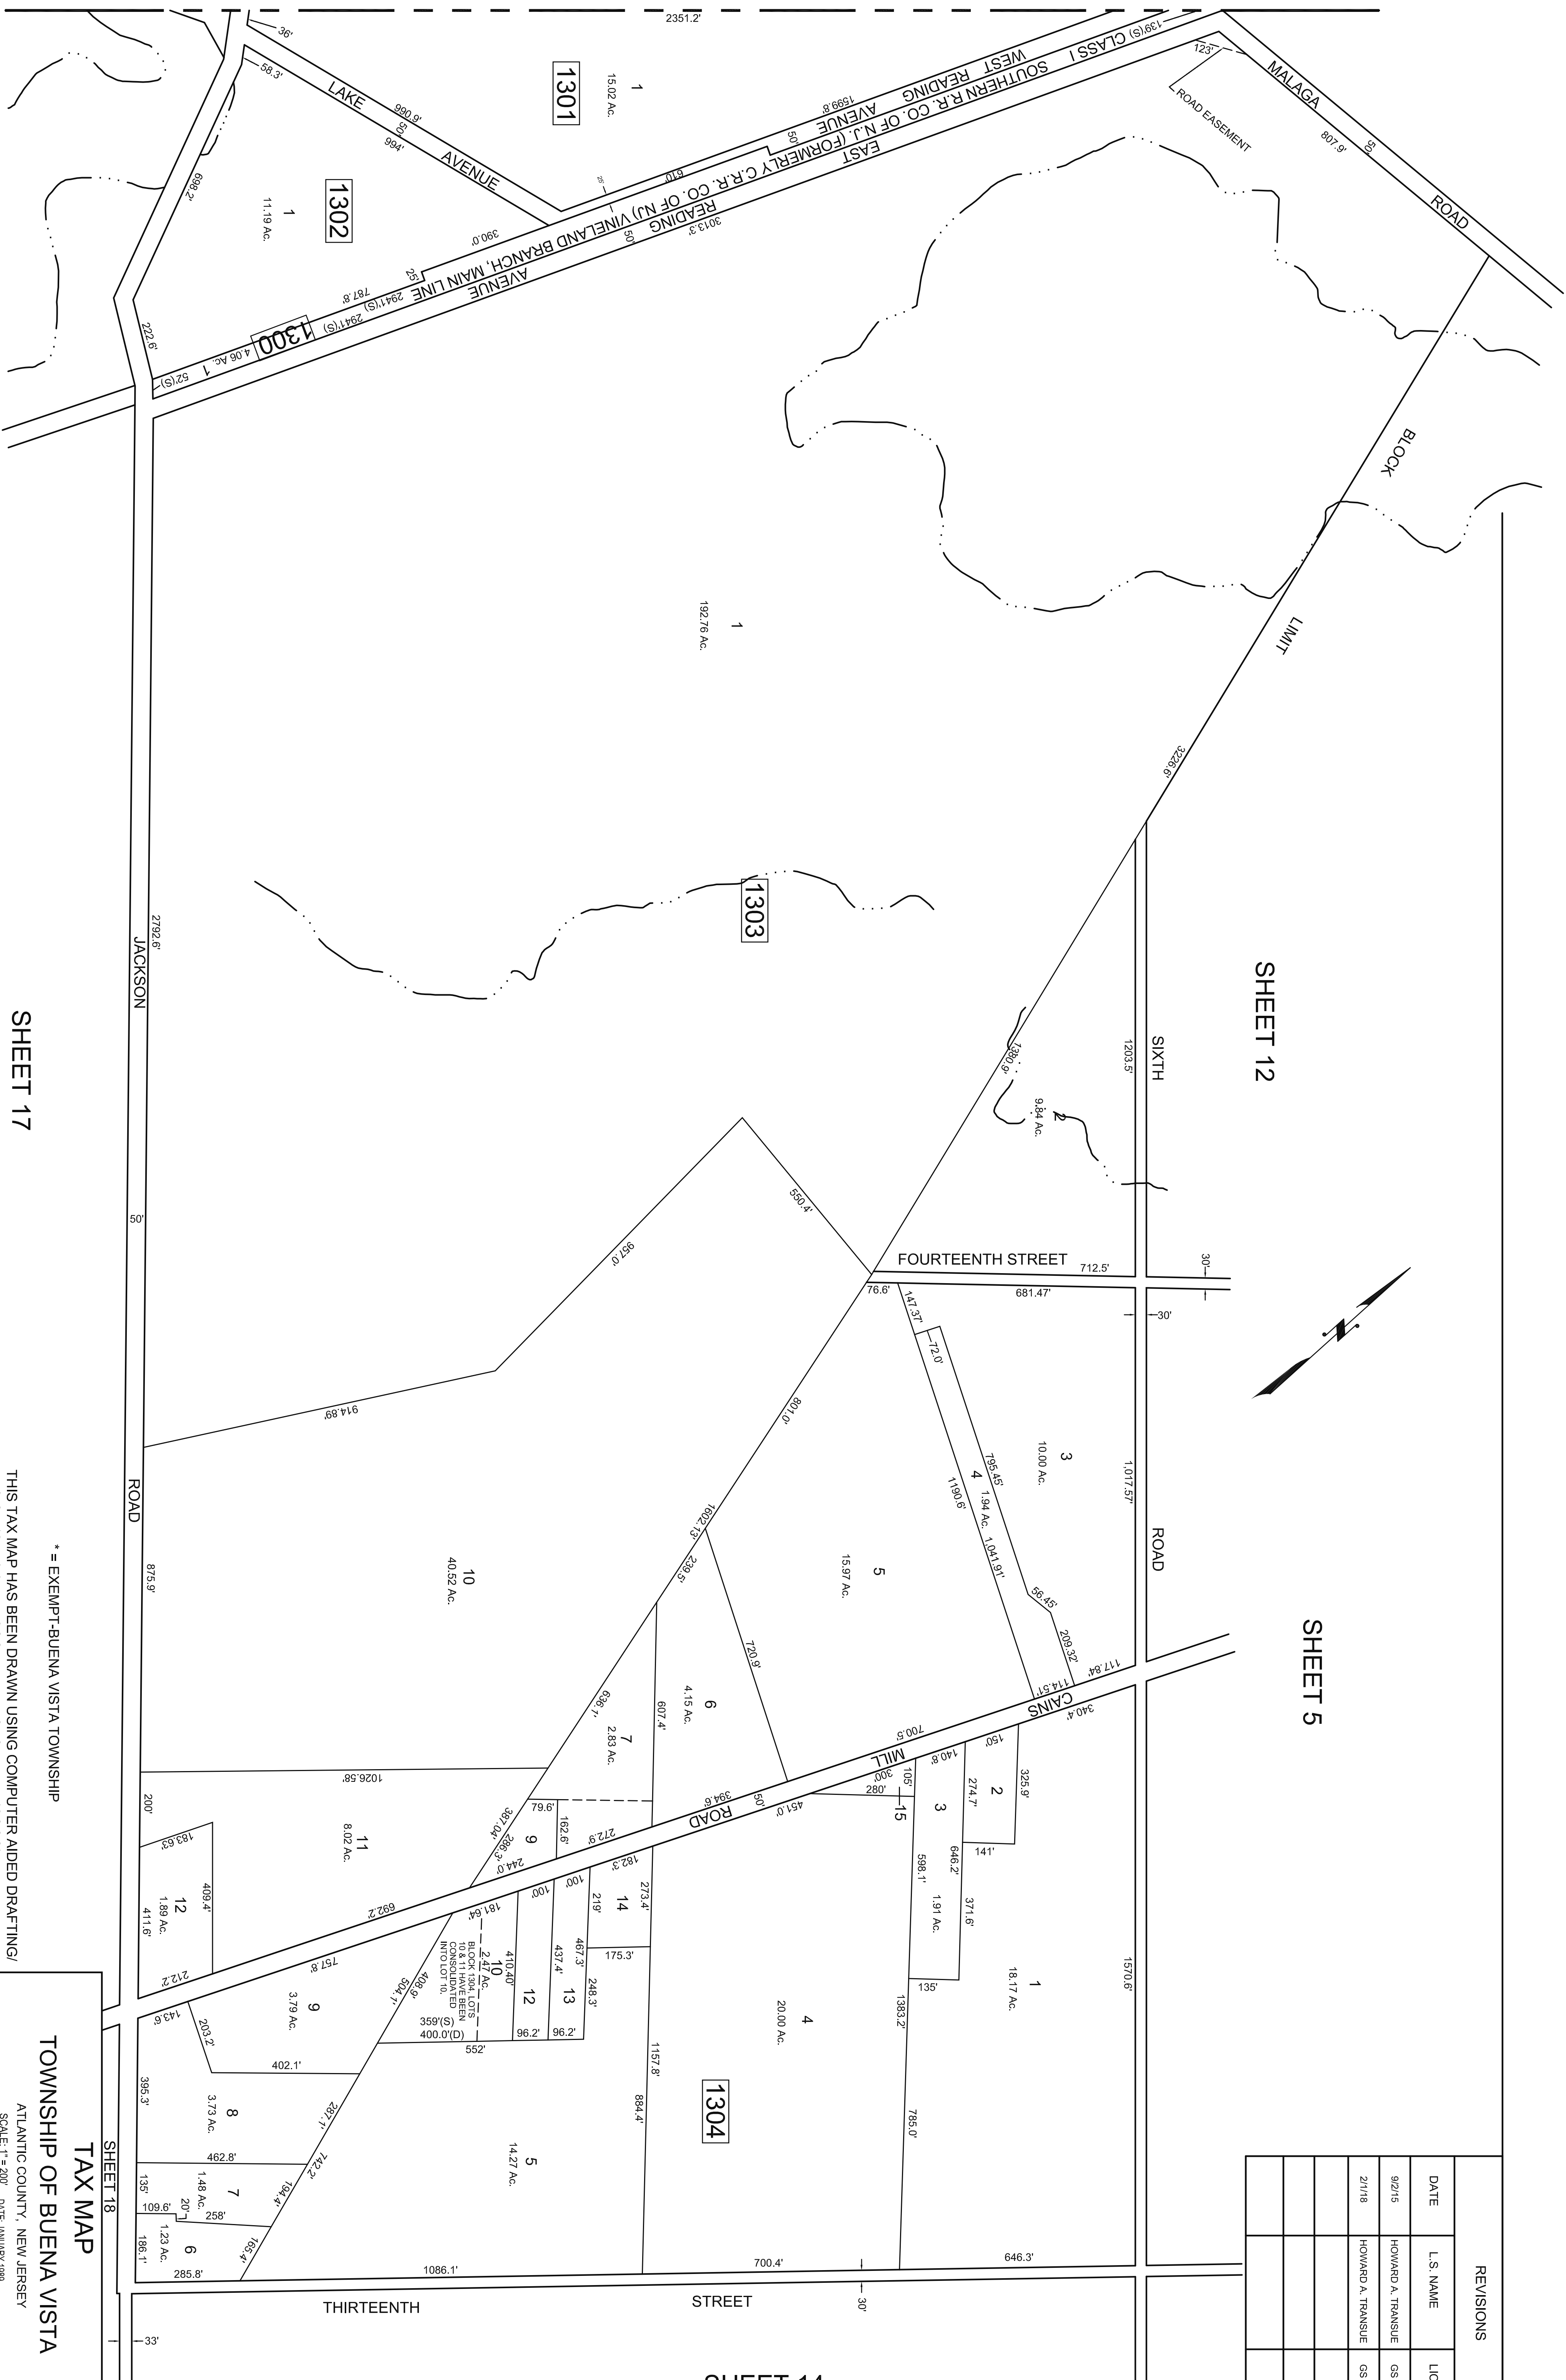 2351.2'
36'
58.3'
LAKE
990.6'
50'
994'
AVENUE
1301
1
15.02 Ac.
1302
1
11.19 Ac.
698.2'
222.6'
139'(S) CLASS I
WEST READING AVENUE
1599.8'
50'
SOUTHERN R.R. CO. OF N.J. (FORMERLY C.R.R. CO. OF NJ) VINELAND BRANCH, MAIN LINE
EAST READING AVENUE
610'
25'
50'
3013.3'
390.0'
25'
787.8'
2941'(S)
2941'(S)
1300
1 4.06 Ac.
52'(S)
123'
ROAD EASEMENT
MALAGA ROAD
807.9'
50'
BLOCK LIMIT
1
192.76 Ac.
3226.6'
1303
SHEET 12
SIXTH
1203.5'
1380.9'
2
9.84 Ac.
2792.6'
JACKSON
50'
ROAD
SHEET 17
550.4'
957.0'
914.89'
FOURTEENTH STREET
712.5'
30'
76.6'
681.47'
30'
147.37'
72.0'
801.0'
3
10.00 Ac.
1,017.57'
ROAD
795.45'
4
1.94 Ac.
1190.6'
1,041.91'
56.45'
209.32'
117.84'
114.51'
SHEET 5
5
15.97 Ac.
1602.13'
239.5'
720.9'
10
40.52 Ac.
875.9'
6
4.15 Ac.
607.4'
636.7'
7
2.83 Ac.
CAINS MILL ROAD
340.4'
700.5'
150'
140.8'
300'
105'
280'
15
394.6'
50'
451.0'
325.9'
2
274.7'
141'
3
646.2'
598.1'
1.91 Ac.
371.6'
135'
1026.58'
200'
183.63'
11
8.02 Ac.
387.04'
286.3'
79.6'
162.6'
9
272.9'
244.0'
182.3'
100'
100'
181.64'
219'
14
273.4'
175.3'
12
1.89 Ac.
409.4'
411.6'
692.2'
212.2'
757.8'
143.6'
467.3'
248.3'
437.4'
13
410.40'
12
10
2.47 Ac.
BLOCK 1304, LOTS
10 & 11 HAVE BEEN
CONSOLIDATED
INTO LOT 10.
408.9'
504.1'
359'(S)
400.0'(D)
96.2'
96.2'
552'
4
20.00 Ac.
1383.2'
1
18.17 Ac.
1570.6'
9
3.79 Ac.
203.2'
402.1'
1157.8'
884.4'
1304
785.0'
395.3'
8
3.73 Ac.
287.1'
742.2'
462.8'
5
14.27 Ac.
135'
7
1.48 Ac.
194.4'
109.6'
20'
258'
186.1'
6
1.23 Ac.
165.4'
285.8'
1086.1'
700.4'
646.3'
30'
THIRTEENTH STREET
33'
* = EXEMPT-BUENA VISTA TOWNSHIP
THIS TAX MAP HAS BEEN DRAWN USING COMPUTER AIDED DRAFTING/
SHEET 18
TAX MAP
TOWNSHIP OF BUENA VISTA
ATLANTIC COUNTY, NEW JERSEY
SCALE: 1" = 200' DATE: JANUARY 1980
REVISIONS
DATE L.S. NAME
9/2/15 HOWARD A. TRANSUE GS
2/1/18 HOWARD A. TRANSUE GS